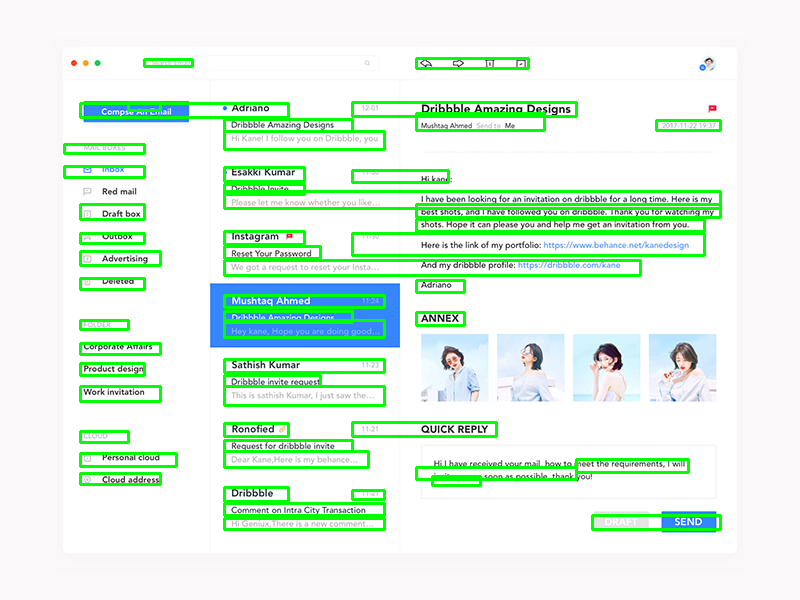 Search Email
Compse An Email
MAIL BOXES
Inbox
Red mail
Draft box
Outbox
Advertising
Deleted
FOLDER
Corporate Affairs
Product design
Work invitation
CLOUD
Personal cloud
Cloud address
Adriano 12-01
Dribbble Amazing Designs
Hi Kane! I follow you on Dribbble, you
Esakki Kumar 11-30
Dribbble Invite
Please let me know whether you like...
Instagram 11-30
Reset Your Password
We got a request to reset your Insta...
Mushtaq Ahmed 11-24
Dribbble Amazing Designs
Hey kane, Hope you are doing good...
Sathish Kumar 11-23
Dribbble invite request
This is sathish Kumar, I just saw the...
Ronofied 11-21
Request for dribbble invite
Dear Kane,Here is my behance...
Dribbble 11-21
Comment on Intra City Transaction
Hi Geniux,There is a new comment...
Dribbble Amazing Designs
Mushtaq Ahmed Send to Me 2017-11-22 19:37
Hi kane:
I have been looking for an invitation on dribbble for a long time. Here is my
best shots, and I have followed you on dribbble. Thank you for watching my
shots. Hope it can please you and help me get an invitation from you.
Here is the link of my portfolio: https://www.behance.net/kanedesign
And my dribbble profile: https://dribbble.com/kane
Adriano
ANNEX
QUICK REPLY
Hi I have received your mail, how to meet the requirements, I will
soon as possible, thank you!
DRAFT SEND